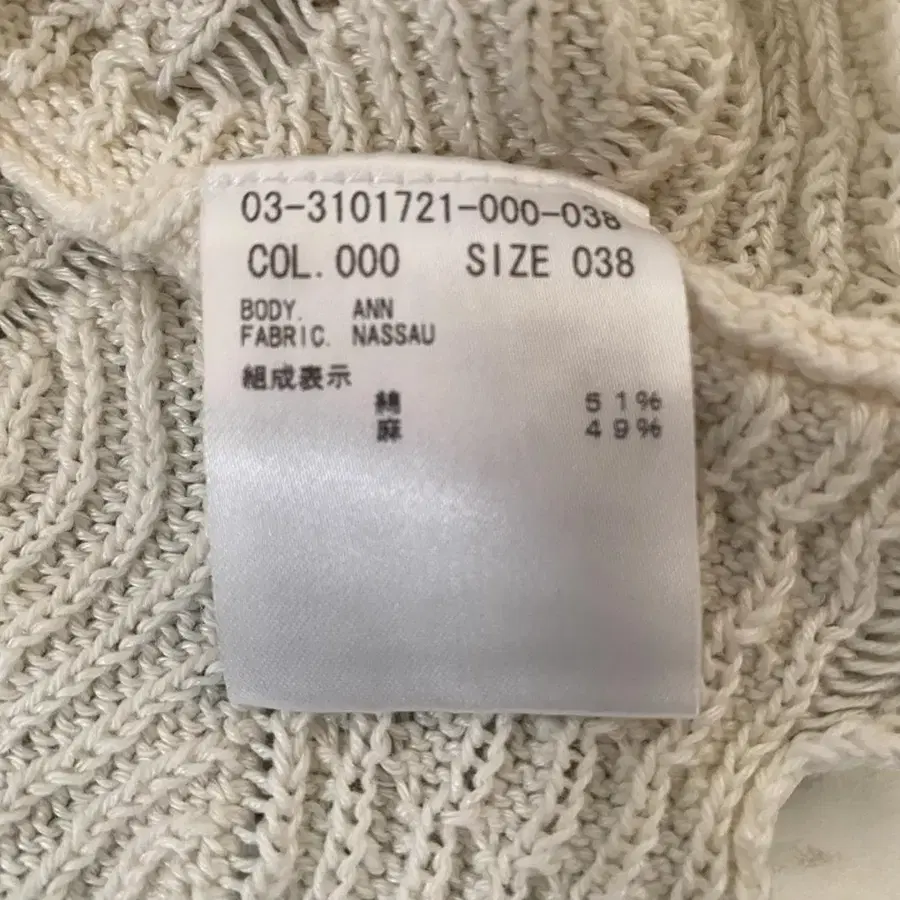 03-3101721-000-038
COL. 000 SIZE 038
BODY. ANN
FABRIC. NASSAU
組成表示
綿 51%
麻 49%